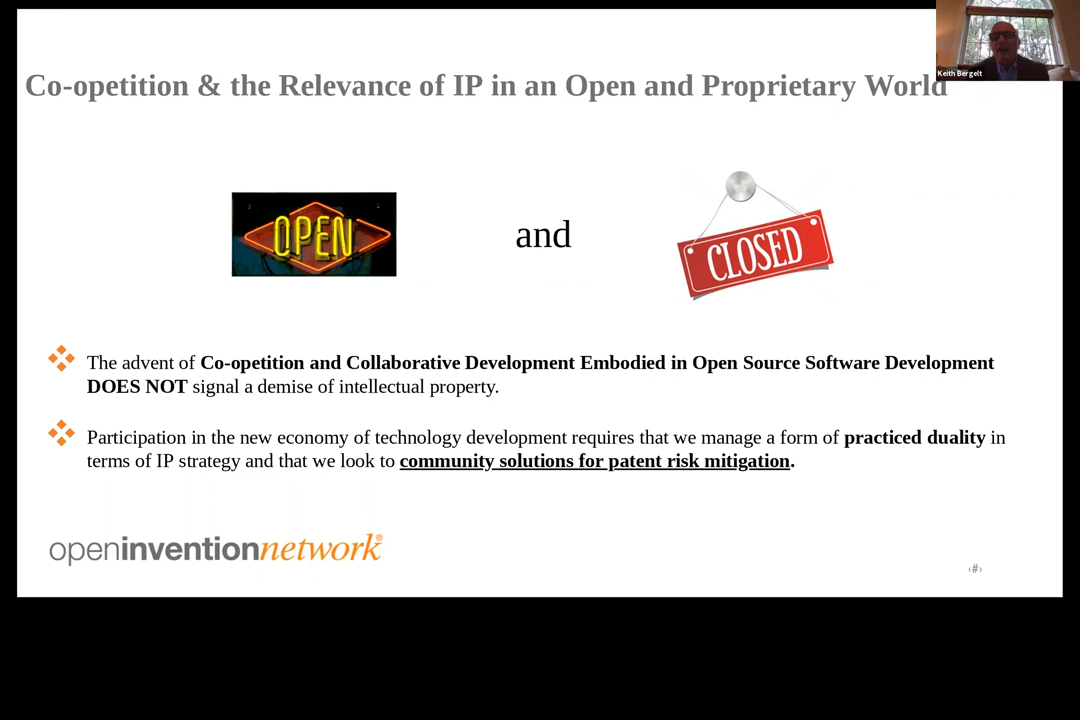 Keith Bergelt
Co-opetition & the Relevance of IP in an Open and Proprietary World
OPEN
and
CLOSED
The advent of Co-opetition and Collaborative Development Embodied in Open Source Software Development
DOES NOT signal a demise of intellectual property.
Participation in the new economy of technology development requires that we manage a form of practiced duality in
terms of IP strategy and that we look to community solutions for patent risk mitigation.
openinventionnetwork®
‹#›